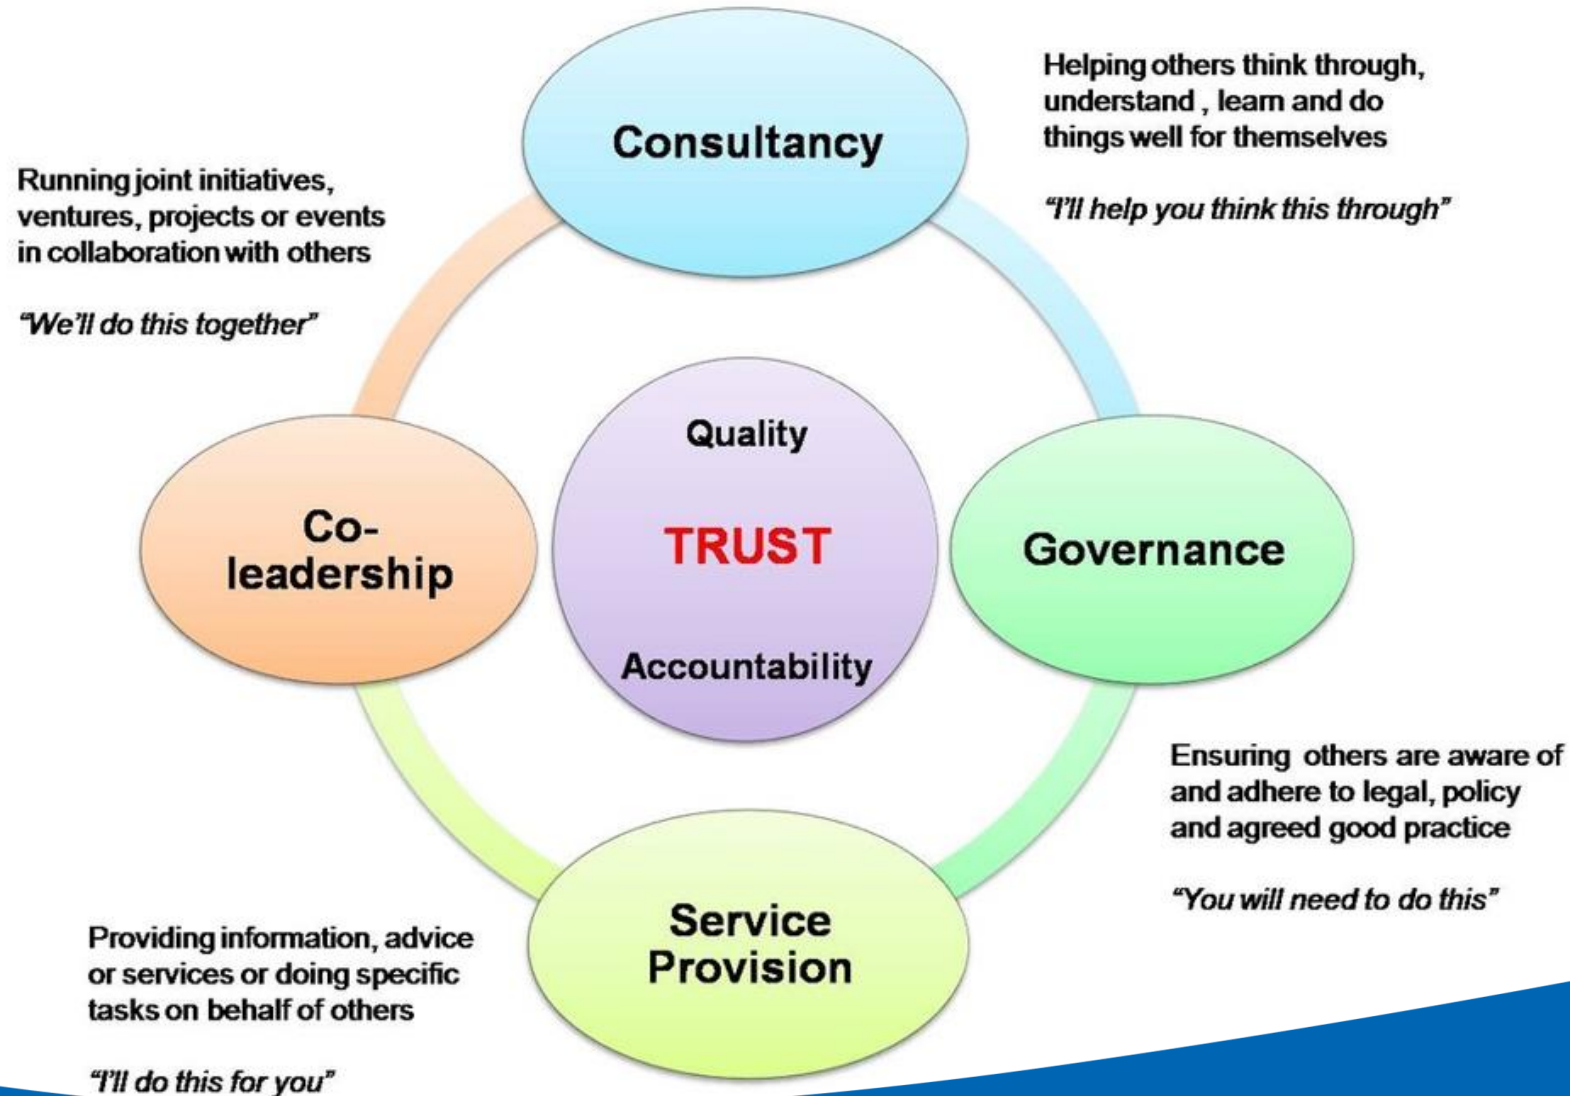 Consultancy
Helping others think through,
understand , learn and do
things well for themselves
“I’ll help you think this through”
Running joint initiatives,
ventures, projects or events
in collaboration with others
“We’ll do this together”
Quality
TRUST
Accountability
Co-
leadership
Governance
Ensuring others are aware of
and adhere to legal, policy
and agreed good practice
“You will need to do this”
Service
Provision
Providing information, advice
or services or doing specific
tasks on behalf of others
“I’ll do this for you”